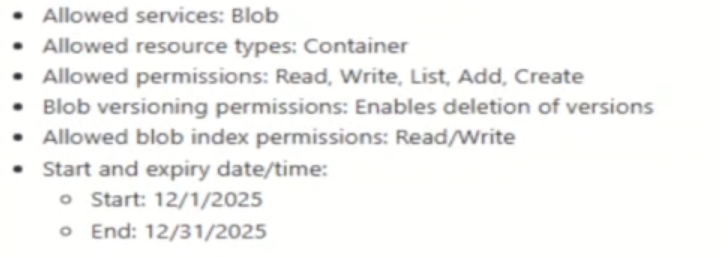 • Allowed services: Blob
• Allowed resource types: Container
• Allowed permissions: Read, Write, List, Add, Create
• Blob versioning permissions: Enables deletion of versions
• Allowed blob index permissions: Read/Write
• Start and expiry date/time:
o Start: 12/1/2025
o End: 12/31/2025